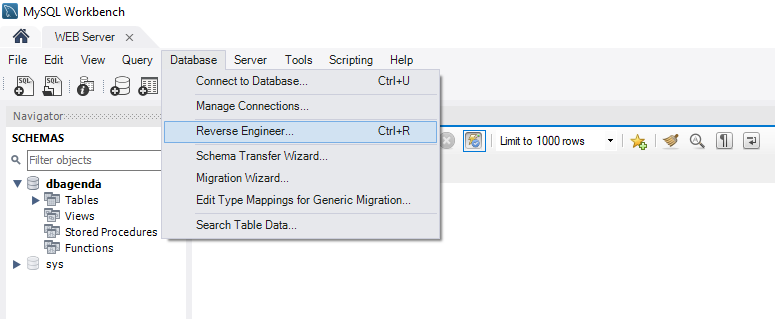 MySQL Workbench
WEB Server
File Edit View Query Database Server Tools Scripting Help
Connect to Database... Ctrl+U
Manage Connections...
Reverse Engineer... Ctrl+R
Schema Transfer Wizard...
Migration Wizard...
Edit Type Mappings for Generic Migration...
Search Table Data...
SQL SQL
Navigator
SCHEMAS
Filter objects
dbagenda
Tables
Views
Stored Procedures
Functions
sys
Limit to 1000 rows